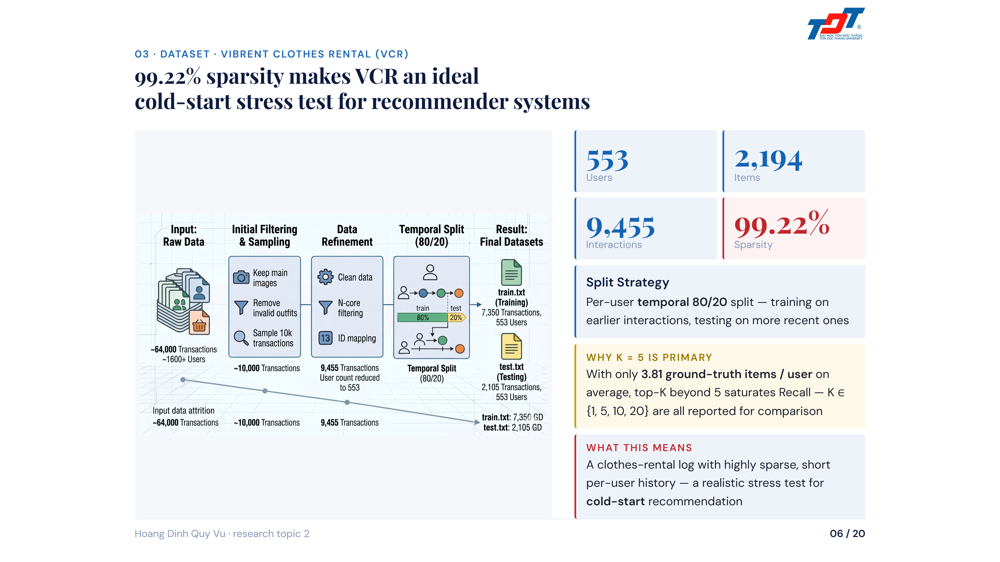 TDT®
ĐẠI HỌC TÔN ĐỨC THẮNG
TON DUC THANG UNIVERSITY
03 · DATASET · VIBRENT CLOTHES RENTAL (VCR)
99.22% sparsity makes VCR an ideal
cold-start stress test for recommender systems
Input:
Raw Data
~64,000 Transactions
~1600+ Users
Initial Filtering
& Sampling
Keep main
images
Remove
invalid outfits
Sample 10k
transactions
~10,000 Transactions
Data
Refinement
Clean data
N-core
filtering
13
ID mapping
9,455 Transactions
User count reduced
to 553
Temporal Split
(80/20)
train
test
80%
20%
Temporal Split
(80/20)
Result:
Final Datasets
train.txt
(Training)
7,350 Transactions,
553 Users
test.txt
(Testing)
2,105 Transactions,
553 Users
Input data attrition
~64,000 Transactions
~10,000 Transactions
9,455 Transactions
train.txt: 7,350 GD
test.txt: 2,105 GD
553
Users
2,194
Items
9,455
Interactions
99.22%
Sparsity
Split Strategy
Per-user temporal 80/20 split — training on
earlier interactions, testing on more recent ones
WHY K = 5 IS PRIMARY
With only 3.81 ground-truth items / user on
average, top-K beyond 5 saturates Recall — K ∈
{1, 5, 10, 20} are all reported for comparison
WHAT THIS MEANS
A clothes-rental log with highly sparse, short
per-user history — a realistic stress test for
cold-start recommendation
Hoang Dinh Quy Vu · research topic 2
06 / 20